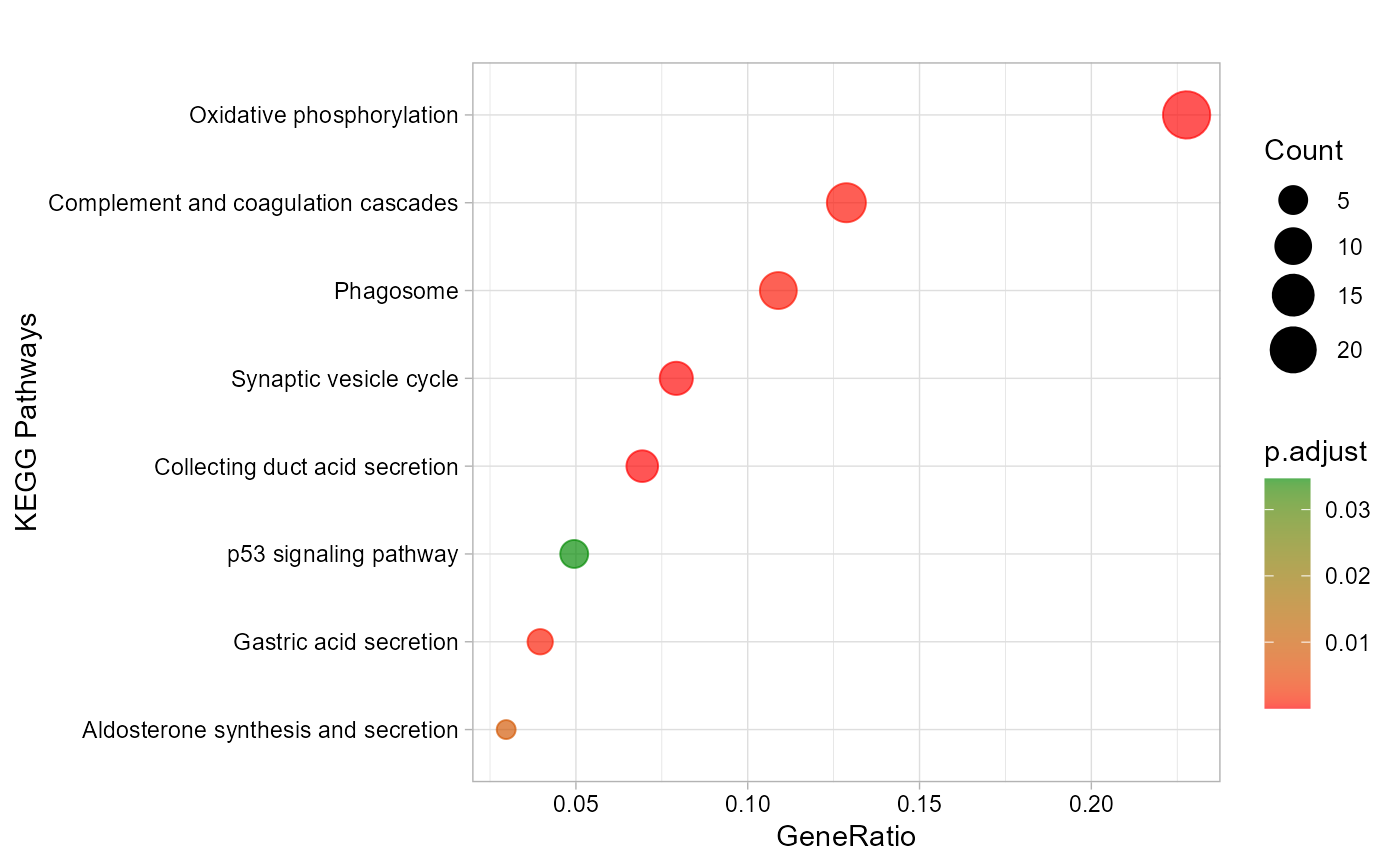 KEGG Pathways
Oxidative phosphorylation
Complement and coagulation cascades
Phagosome
Synaptic vesicle cycle
Collecting duct acid secretion
p53 signaling pathway
Gastric acid secretion
Aldosterone synthesis and secretion
0.05 0.10 0.15 0.20
GeneRatio
Count
5
10
15
20
p.adjust
0.03
0.02
0.01